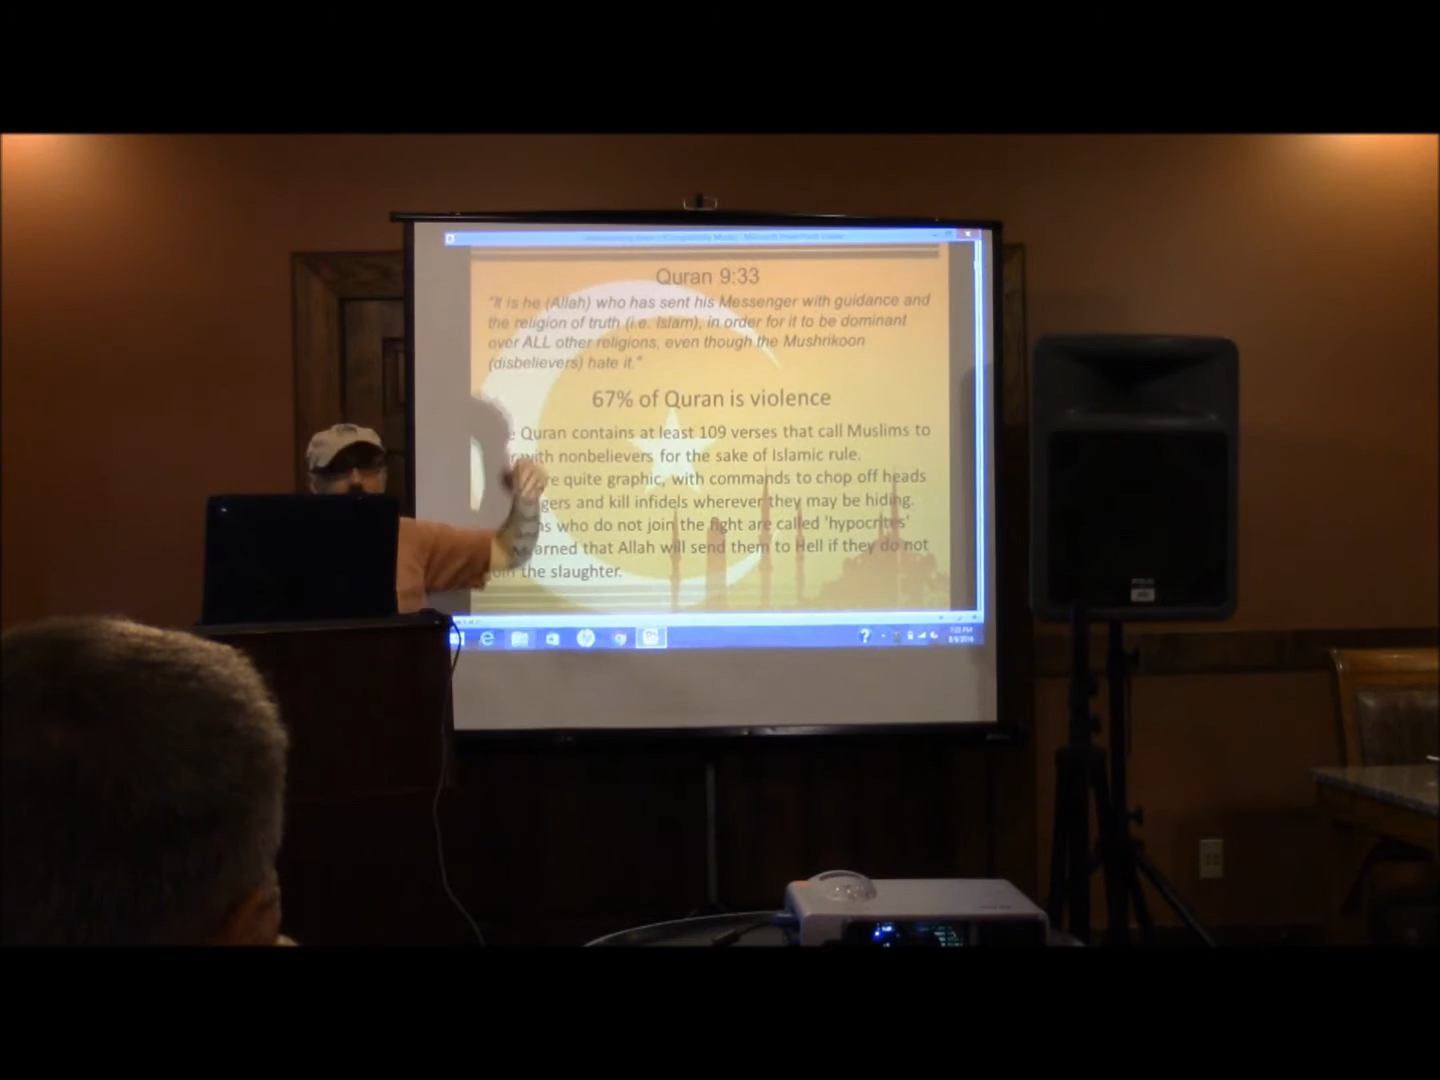 Quran 9:33
"It is he (Allah) who has sent his Messenger with guidance and
the religion of truth (i.e. Islam), in order for it to be dominant
over ALL other religions, even though the Mushrikoon
(disbelievers) hate it."
67% of Quran is violence
Quran contains at least 109 verses that call Muslims to
with nonbelievers for the sake of Islamic rule.
quite graphic, with commands to chop off heads
and kill infidels wherever they may be hiding.
who do not join the fight are called 'hypocrites'
that Allah will send them to Hell if they do not
the slaughter.